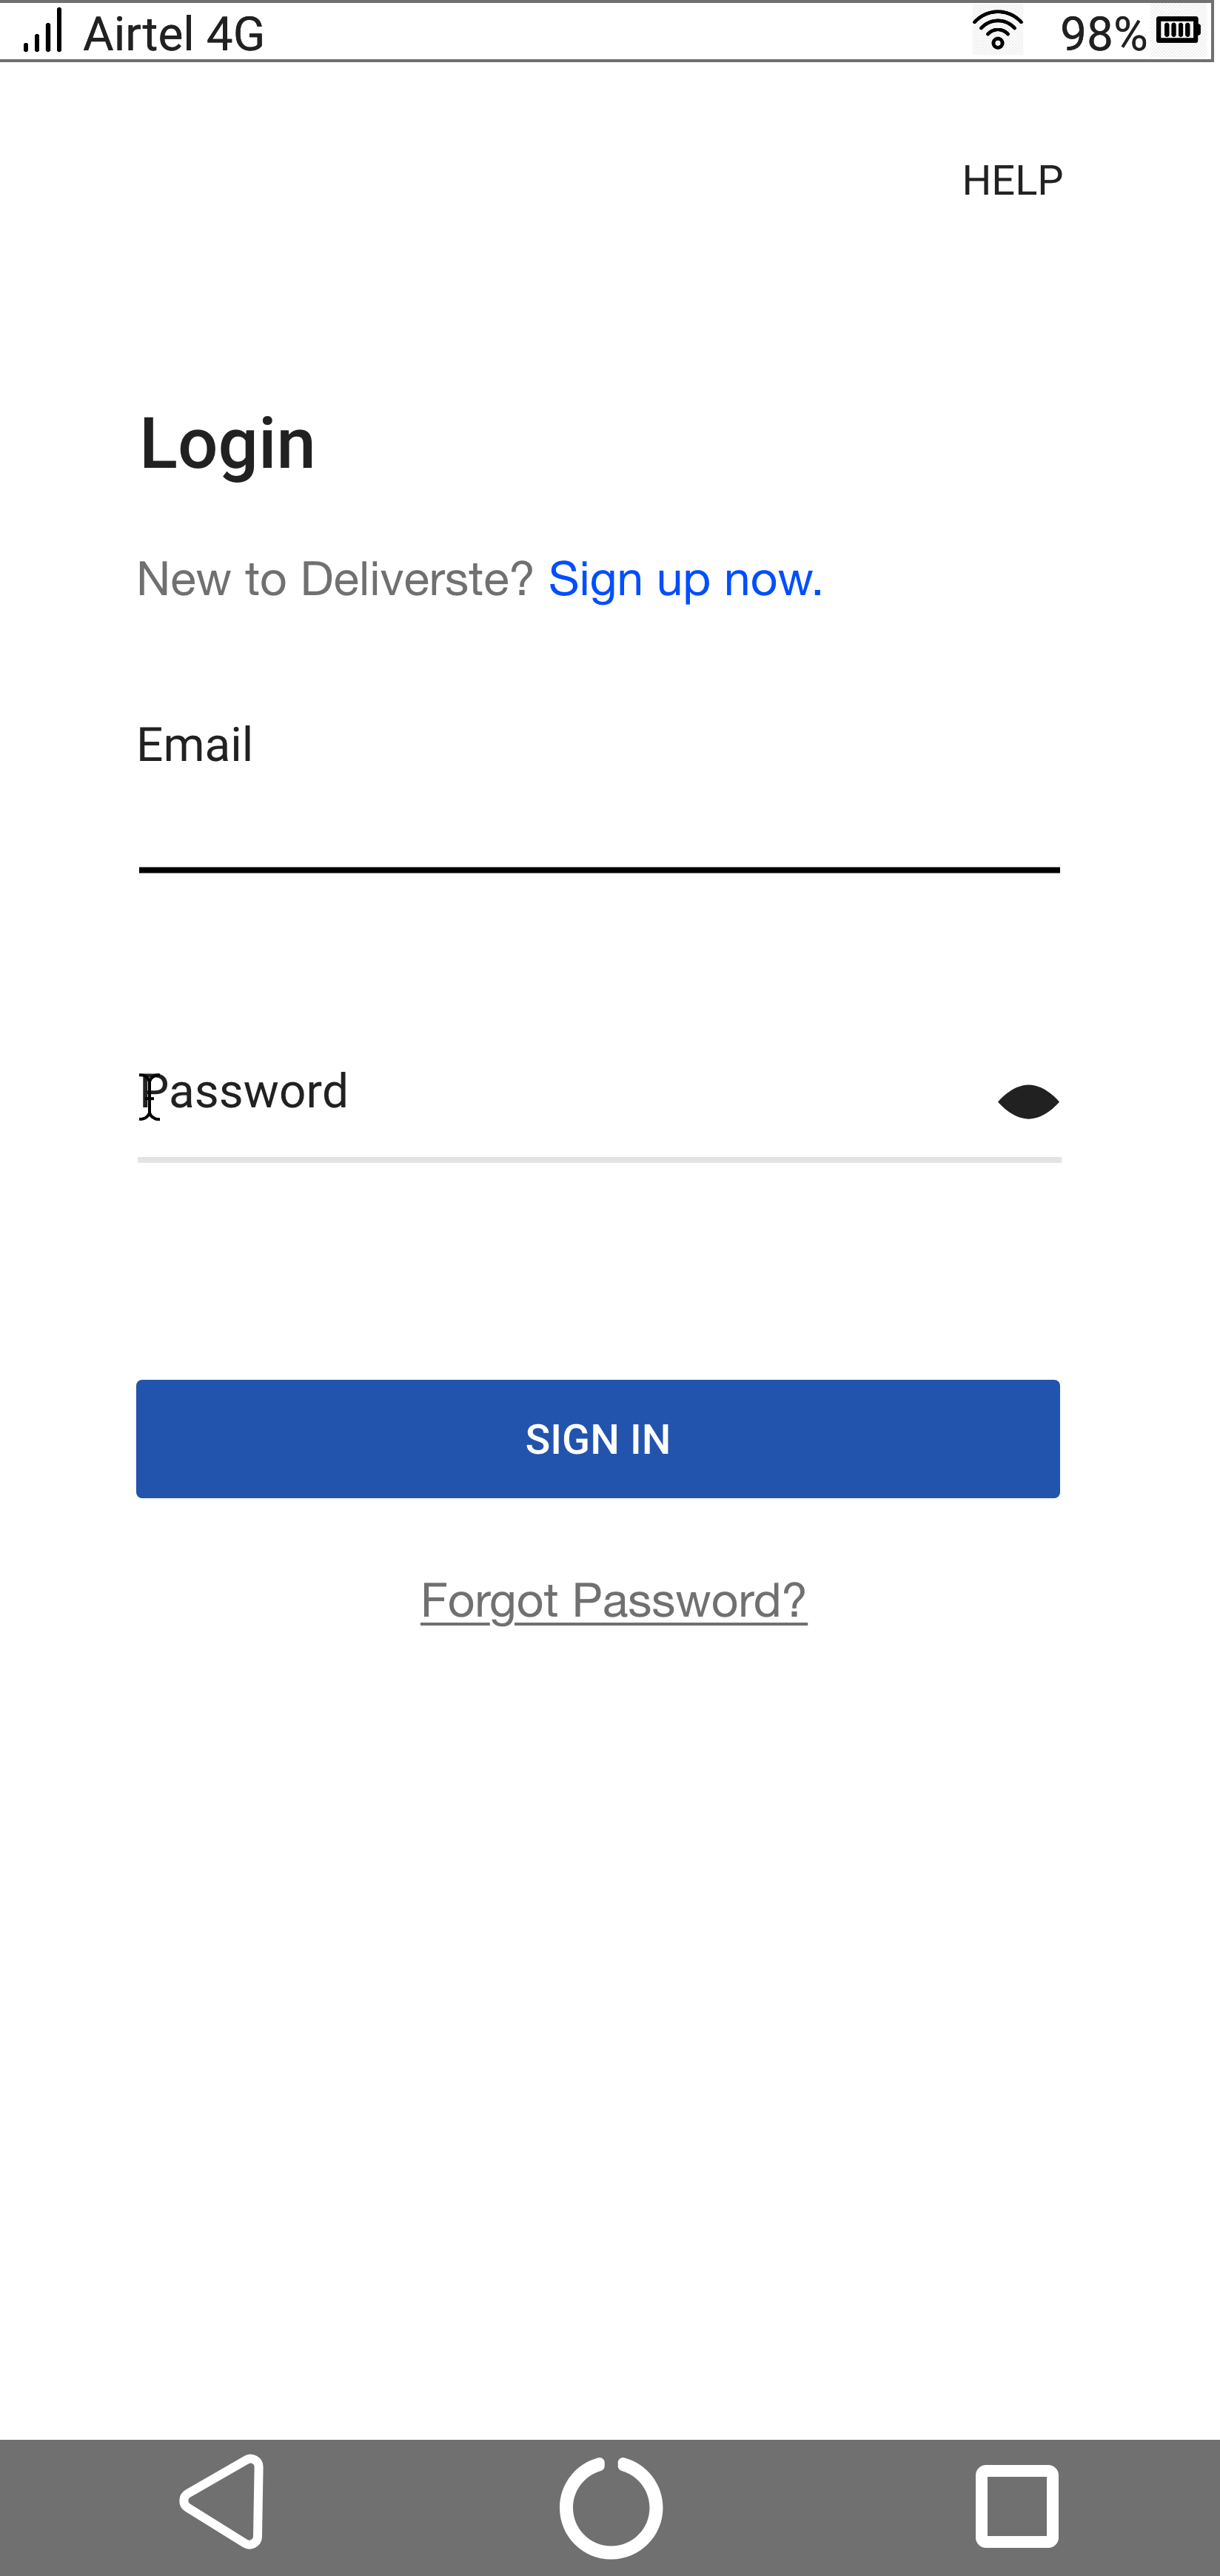 Airtel 4G 98%
HELP
Login
New to Deliverste? Sign up now.
Email
Password
SIGN IN
Forgot Password?